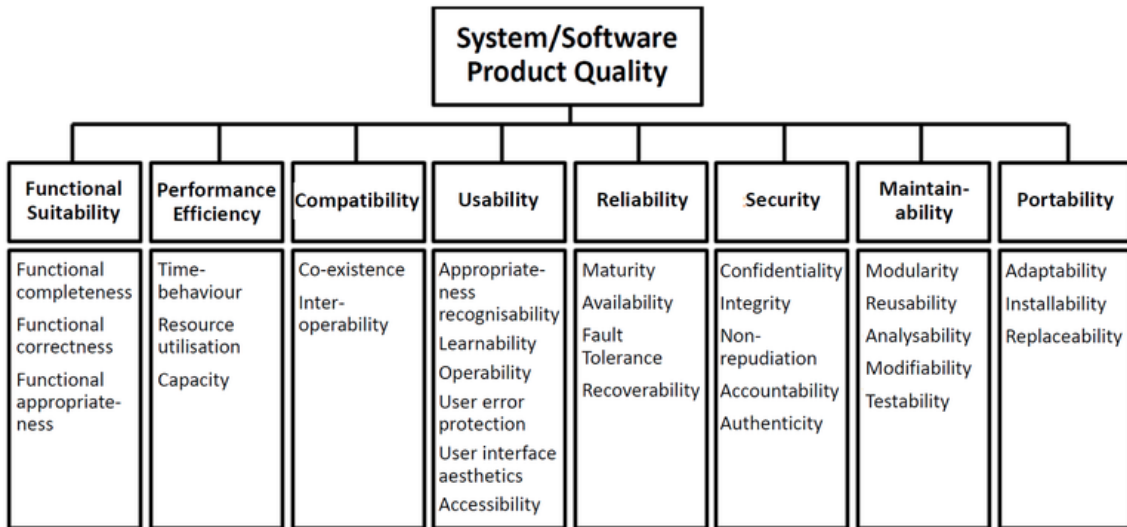 System/Software
Product Quality
Functional
Suitability
Performance
Efficiency
Compatibility
Usability
Reliability
Security
Maintain-
ability
Portability
Functional
completeness
Functional
correctness
Functional
appropriate-
ness
Time-
behaviour
Resource
utilisation
Capacity
Co-existence
Inter-
operability
Appropriate-
ness
recognisability
Learnability
Operability
User error
protection
User interface
aesthetics
Accessibility
Maturity
Availability
Fault
Tolerance
Recoverability
Confidentiality
Integrity
Non-
repudiation
Accountability
Authenticity
Modularity
Reusability
Analysability
Modifiability
Testability
Adaptability
Installability
Replaceability